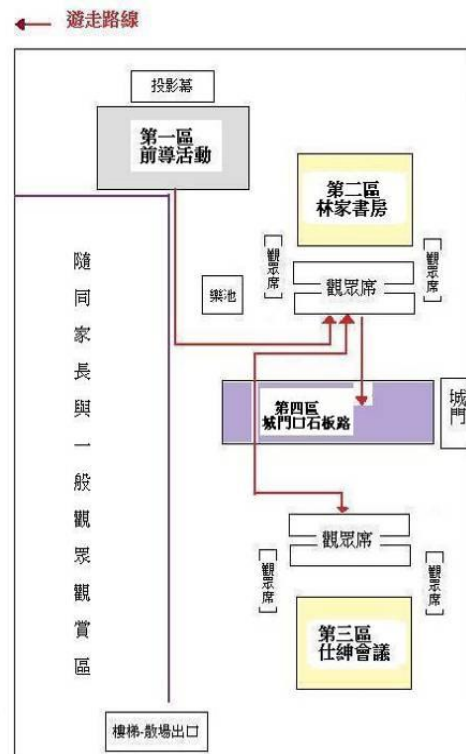 遊走路線
投影幕
第一區
前導活動
第二區
林家書房
觀眾席
觀眾席
觀眾席
樂池
隨同家長與一般觀眾觀賞區
第四區
城門口石板路
城門
觀眾席
觀眾席
觀眾席
第三區
仕紳會議
樓梯-散場出口